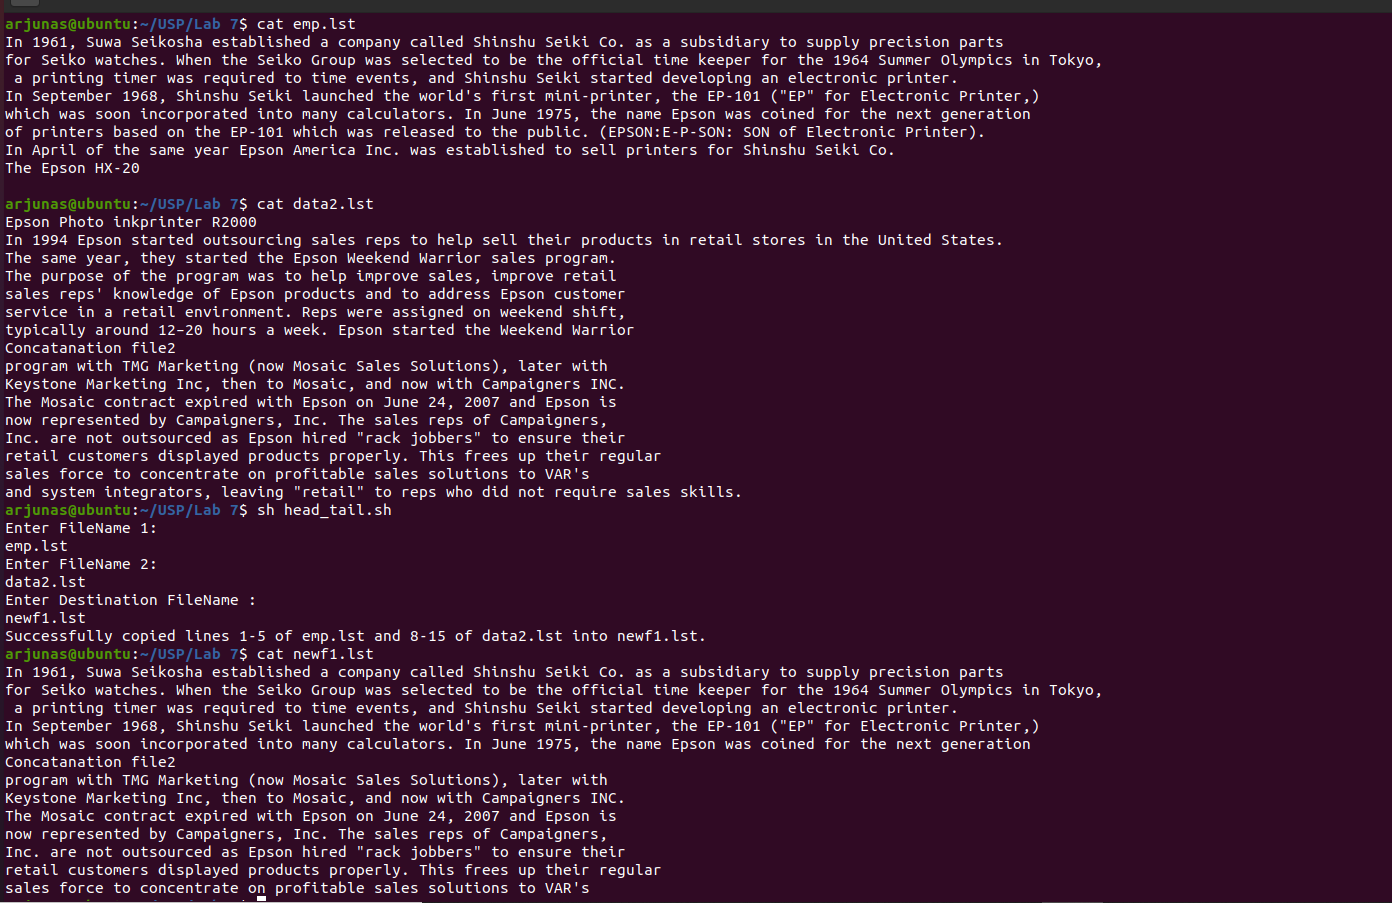 arjunas@ubuntu:~/USP/Lab 7$ cat emp.lst
In 1961, Suwa Seikosha established a company called Shinshu Seiki Co. as a subsidiary to supply precision parts
for Seiko watches. When the Seiko Group was selected to be the official time keeper for the 1964 Summer Olympics in Tokyo,
 a printing timer was required to time events, and Shinshu Seiki started developing an electronic printer.
In September 1968, Shinshu Seiki launched the world's first mini-printer, the EP-101 ("EP" for Electronic Printer,)
which was soon incorporated into many calculators. In June 1975, the name Epson was coined for the next generation
of printers based on the EP-101 which was released to the public. (EPSON:E-P-SON: SON of Electronic Printer).
In April of the same year Epson America Inc. was established to sell printers for Shinshu Seiki Co.
The Epson HX-20

arjunas@ubuntu:~/USP/Lab 7$ cat data2.lst
Epson Photo inkprinter R2000
In 1994 Epson started outsourcing sales reps to help sell their products in retail stores in the United States.
The same year, they started the Epson Weekend Warrior sales program.
The purpose of the program was to help improve sales, improve retail
sales reps' knowledge of Epson products and to address Epson customer
service in a retail environment. Reps were assigned on weekend shift,
typically around 12–20 hours a week. Epson started the Weekend Warrior
Concatanation file2
program with TMG Marketing (now Mosaic Sales Solutions), later with
Keystone Marketing Inc, then to Mosaic, and now with Campaigners INC.
The Mosaic contract expired with Epson on June 24, 2007 and Epson is
now represented by Campaigners, Inc. The sales reps of Campaigners,
Inc. are not outsourced as Epson hired "rack jobbers" to ensure their
retail customers displayed products properly. This frees up their regular
sales force to concentrate on profitable sales solutions to VAR's
and system integrators, leaving "retail" to reps who did not require sales skills.
arjunas@ubuntu:~/USP/Lab 7$ sh head_tail.sh
Enter FileName 1:
emp.lst
Enter FileName 2:
data2.lst
Enter Destination FileName :
newf1.lst
Successfully copied lines 1-5 of emp.lst and 8-15 of data2.lst into newf1.lst.
arjunas@ubuntu:~/USP/Lab 7$ cat newf1.lst
In 1961, Suwa Seikosha established a company called Shinshu Seiki Co. as a subsidiary to supply precision parts
for Seiko watches. When the Seiko Group was selected to be the official time keeper for the 1964 Summer Olympics in Tokyo,
 a printing timer was required to time events, and Shinshu Seiki started developing an electronic printer.
In September 1968, Shinshu Seiki launched the world's first mini-printer, the EP-101 ("EP" for Electronic Printer,)
which was soon incorporated into many calculators. In June 1975, the name Epson was coined for the next generation
Concatanation file2
program with TMG Marketing (now Mosaic Sales Solutions), later with
Keystone Marketing Inc, then to Mosaic, and now with Campaigners INC.
The Mosaic contract expired with Epson on June 24, 2007 and Epson is
now represented by Campaigners, Inc. The sales reps of Campaigners,
Inc. are not outsourced as Epson hired "rack jobbers" to ensure their
retail customers displayed products properly. This frees up their regular
sales force to concentrate on profitable sales solutions to VAR's